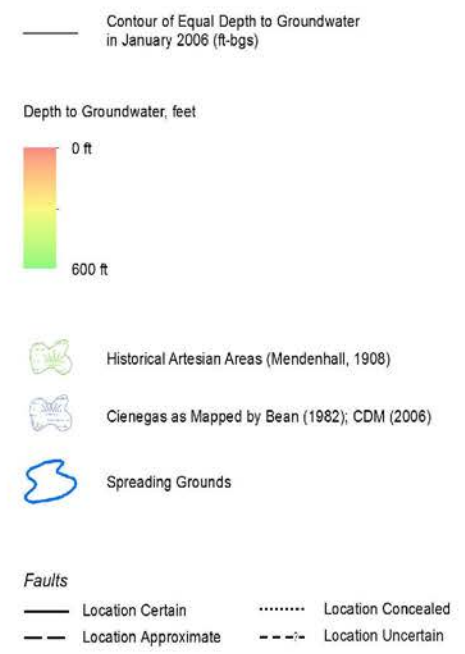 Contour of Equal Depth to Groundwater
in January 2006 (ft-bgs)
Depth to Groundwater, feet
0 ft
600 ft
Historical Artesian Areas (Mendenhall, 1908)
Cienegas as Mapped by Bean (1982); CDM (2006)
Spreading Grounds
Faults
Location Certain
Location Concealed
Location Approximate
?
Location Uncertain